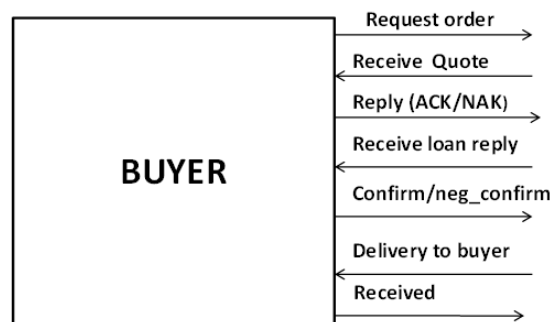 Request order
Receive Quote
Reply (ACK/NAK)
Receive loan reply
BUYER
Confirm/neg_confirm
Delivery to buyer
Received